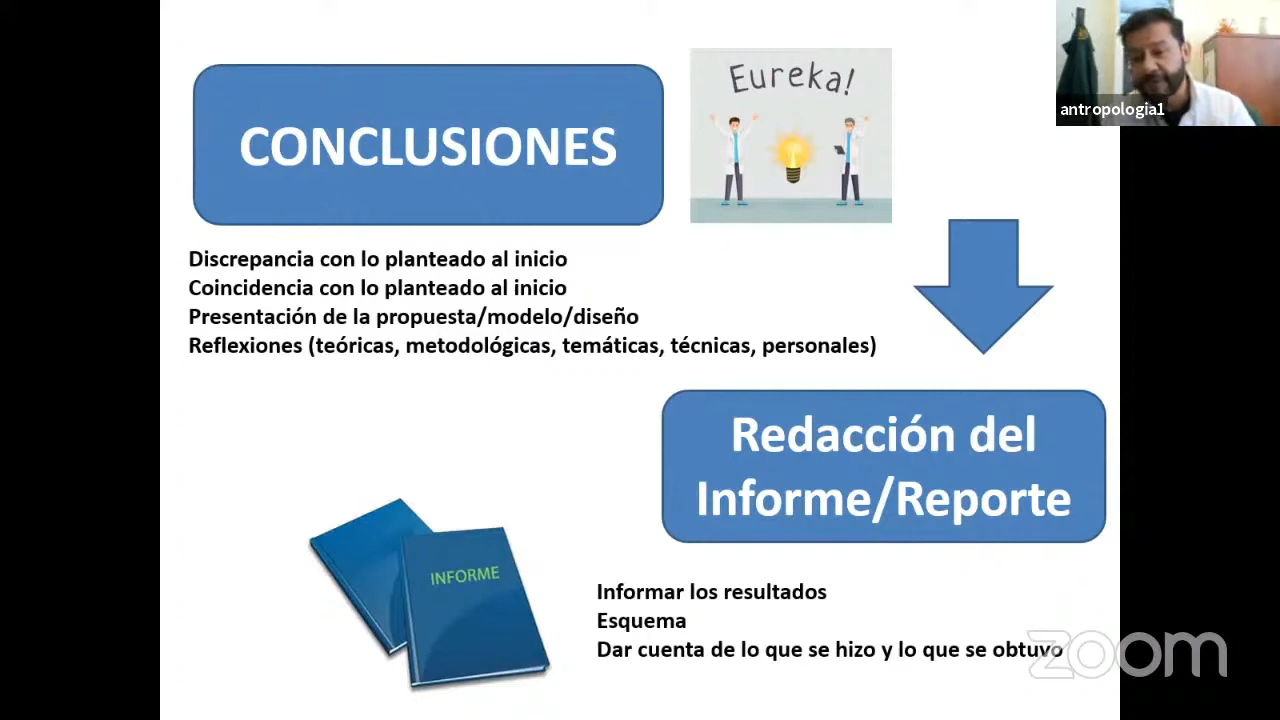 Eureka!
antropologia1
CONCLUSIONES
Discrepancia con lo planteado al inicio
Coincidencia con lo planteado al inicio
Presentación de la propuesta/modelo/diseño
Reflexiones (teóricas, metodológicas, temáticas, técnicas, personales)
Redacción del
Informe/Reporte
INFORME
Informar los resultados
Esquema
Dar cuenta de lo que se hizo y lo que se obtuvo
zoom